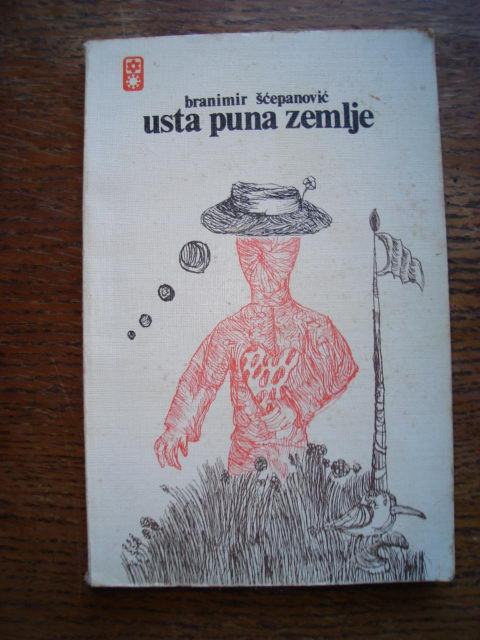 branimir šćepanović
usta puna zemlje